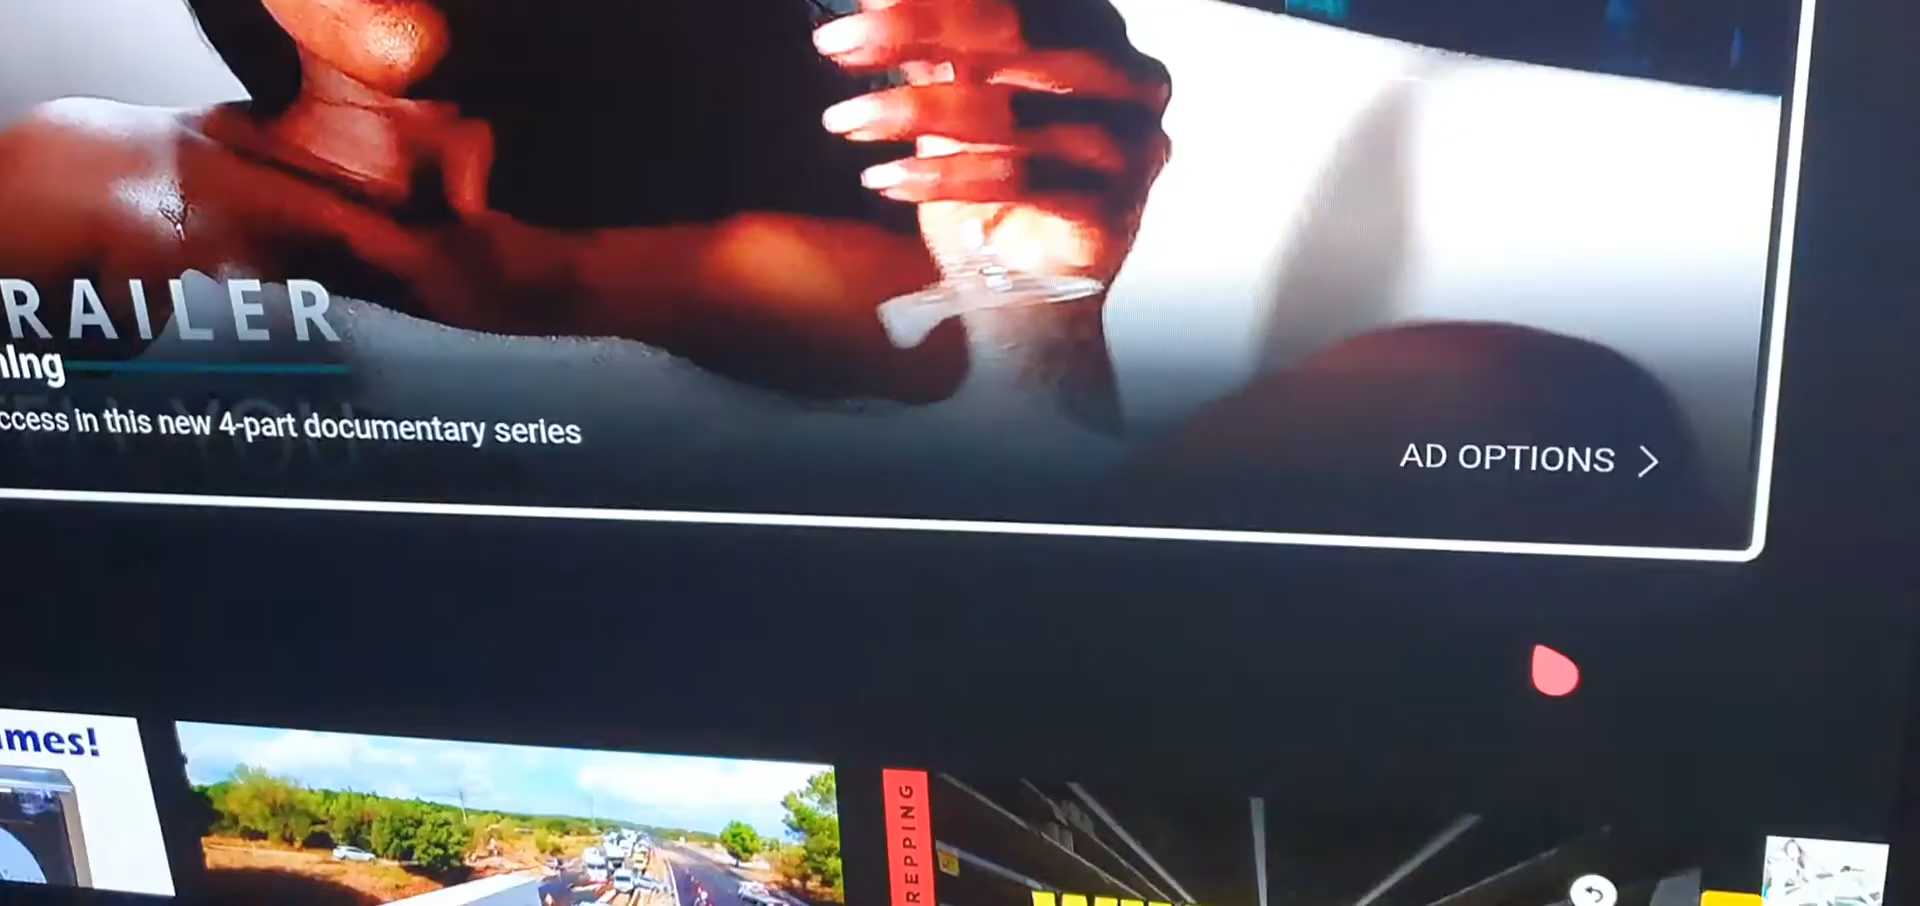 RAILER
ning
ccess in this new 4-part documentary series
AD OPTIONS
mes!
REPPING